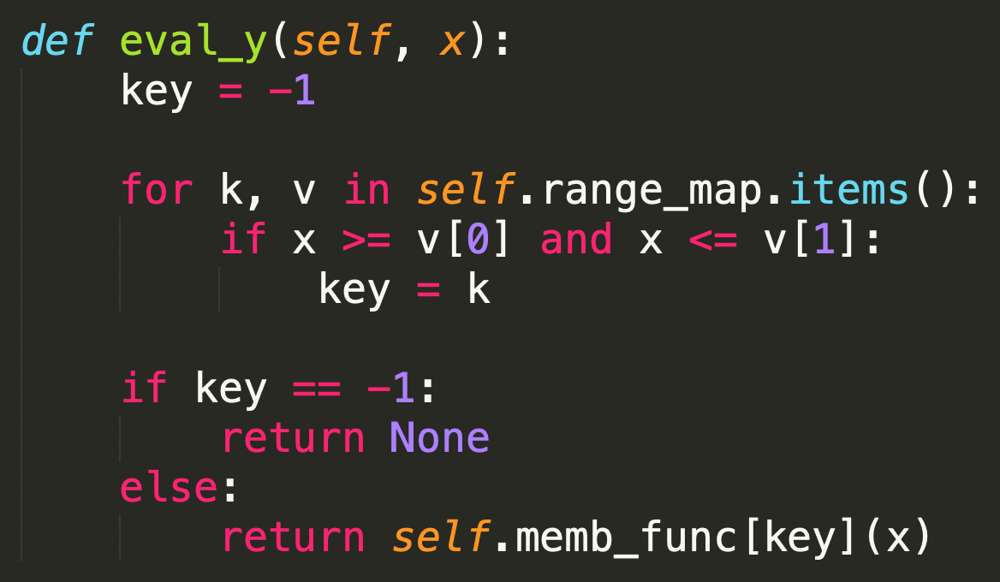 def eval_y(self, x):
    key = -1

    for k, v in self.range_map.items():
        if x >= v[0] and x <= v[1]:
            key = k

    if key == -1:
        return None
    else:
        return self.memb_func[key](x)